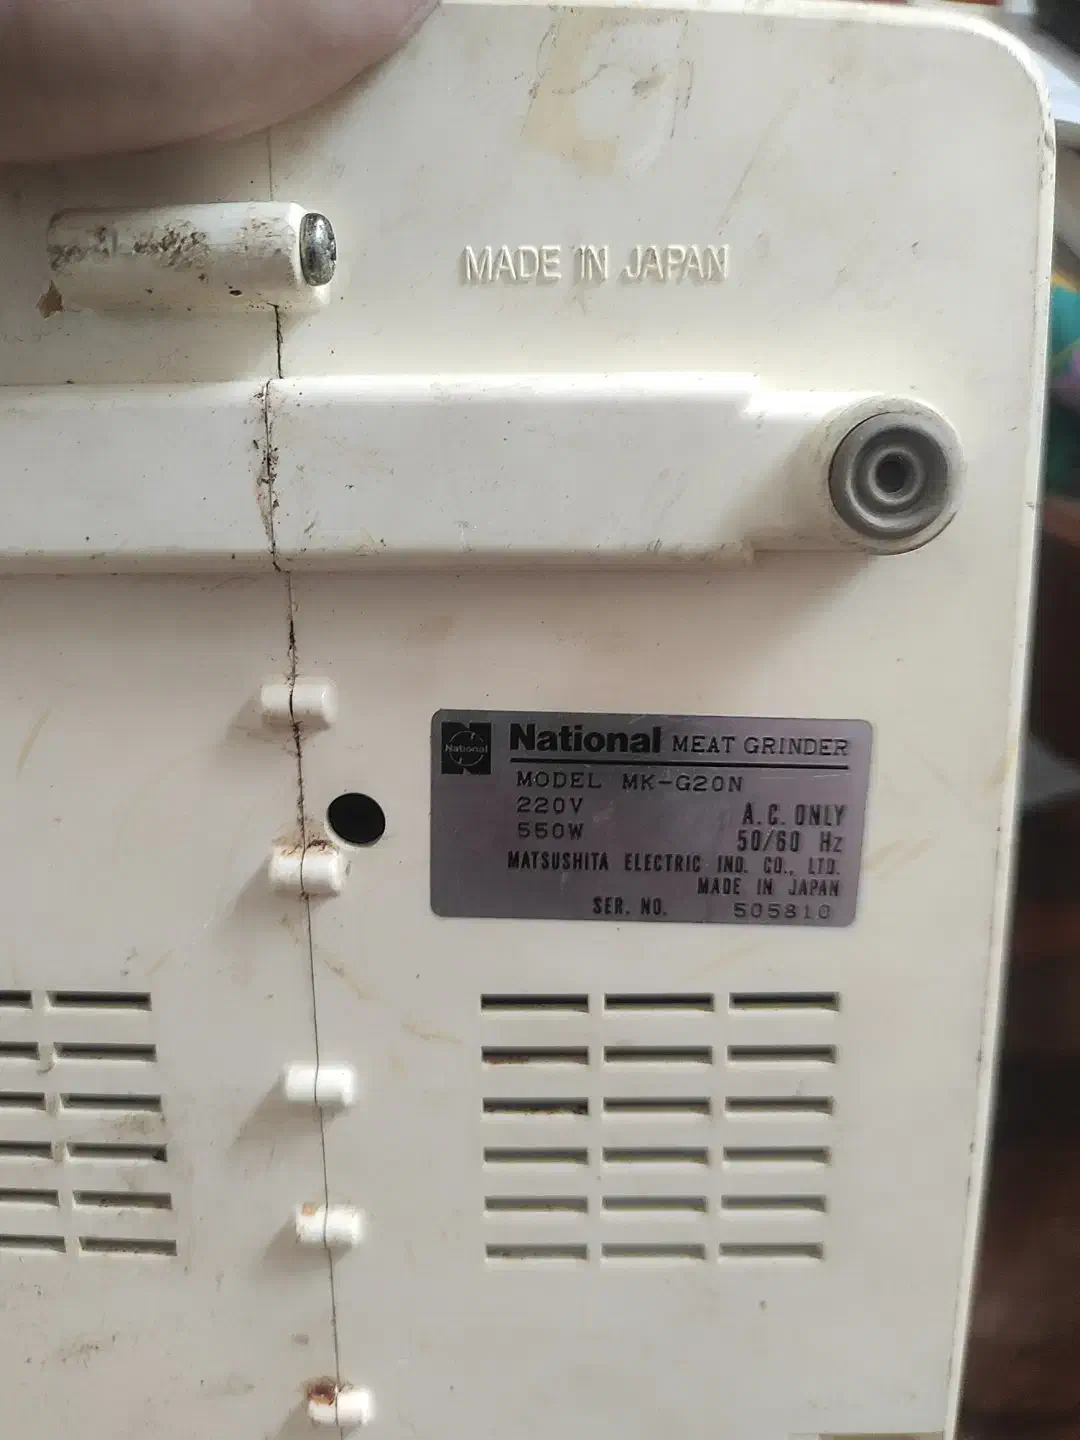 MADE IN JAPAN
National
National MEAT GRINDER
MODEL MK-G20N
220V
A.C. ONLY
550W
50/60 Hz
MATSUSHITA ELECTRIC IND. CO., LTD.
MADE IN JAPAN
SER. NO. 505810